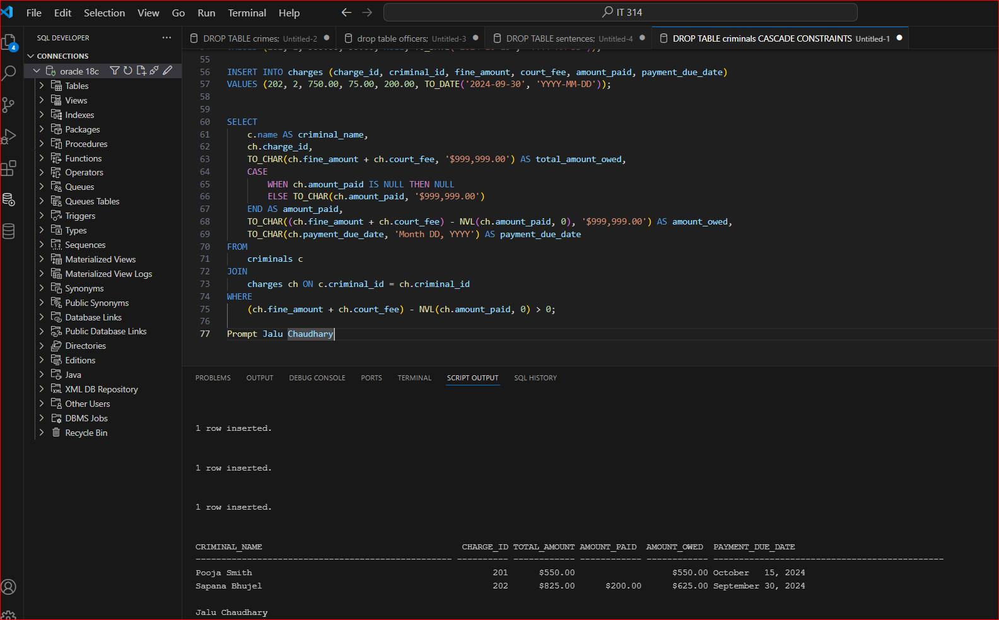 File Edit Selection View Go Run Terminal Help
IT 314
SQL DEVELOPER
DROP TABLE crimes; Untitled-2
drop table officers; Untitled-3
DROP TABLE sentences; Untitled-4
DROP TABLE criminals CASCADE CONSTRAINTS Untitled-1
4
CONNECTIONS
oracle 18c
Tables
Views
Indexes
Packages
Procedures
Functions
Operators
Queues
Queues Tables
Triggers
Types
Sequences
Materialized Views
Materialized View Logs
Synonyms
Public Synonyms
Database Links
Public Database Links
Directories
Editions
Java
XML DB Repository
Other Users
DBMS Jobs
Recycle Bin
55
56 INSERT INTO charges (charge_id, criminal_id, fine_amount, court_fee, amount_paid, payment_due_date)
57 VALUES (202, 2, 750.00, 75.00, 200.00, TO_DATE('2024-09-30', 'YYYY-MM-DD'));
58
59
60 SELECT
61 c.name AS criminal_name,
62 ch.charge_id,
63 TO_CHAR(ch.fine_amount + ch.court_fee, '$999,999.00') AS total_amount_owed,
64 CASE
65 WHEN ch.amount_paid IS NULL THEN NULL
66 ELSE TO_CHAR(ch.amount_paid, '$999,999.00')
67 END AS amount_paid,
68 TO_CHAR((ch.fine_amount + ch.court_fee) - NVL(ch.amount_paid, 0), '$999,999.00') AS amount_owed,
69 TO_CHAR(ch.payment_due_date, 'Month DD, YYYY') AS payment_due_date
70 FROM
71 criminals c
72 JOIN
73 charges ch ON c.criminal_id = ch.criminal_id
74 WHERE
75 (ch.fine_amount + ch.court_fee) - NVL(ch.amount_paid, 0) > 0;
76
77 Prompt Jalu Chaudhary
PROBLEMS OUTPUT DEBUG CONSOLE PORTS TERMINAL SCRIPT OUTPUT SQL HISTORY
1 row inserted.
1 row inserted.
1 row inserted.
CRIMINAL_NAME CHARGE_ID TOTAL_AMOUNT AMOUNT_PAID AMOUNT_OWED PAYMENT_DUE_DATE
-------------------------------------------------- ---------- ------------ ------------ ------------ ---------------------------------------------
Pooja Smith 201 $550.00 $550.00 October 15, 2024
Sapana Bhujel 202 $825.00 $200.00 $625.00 September 30, 2024
Jalu Chaudhary